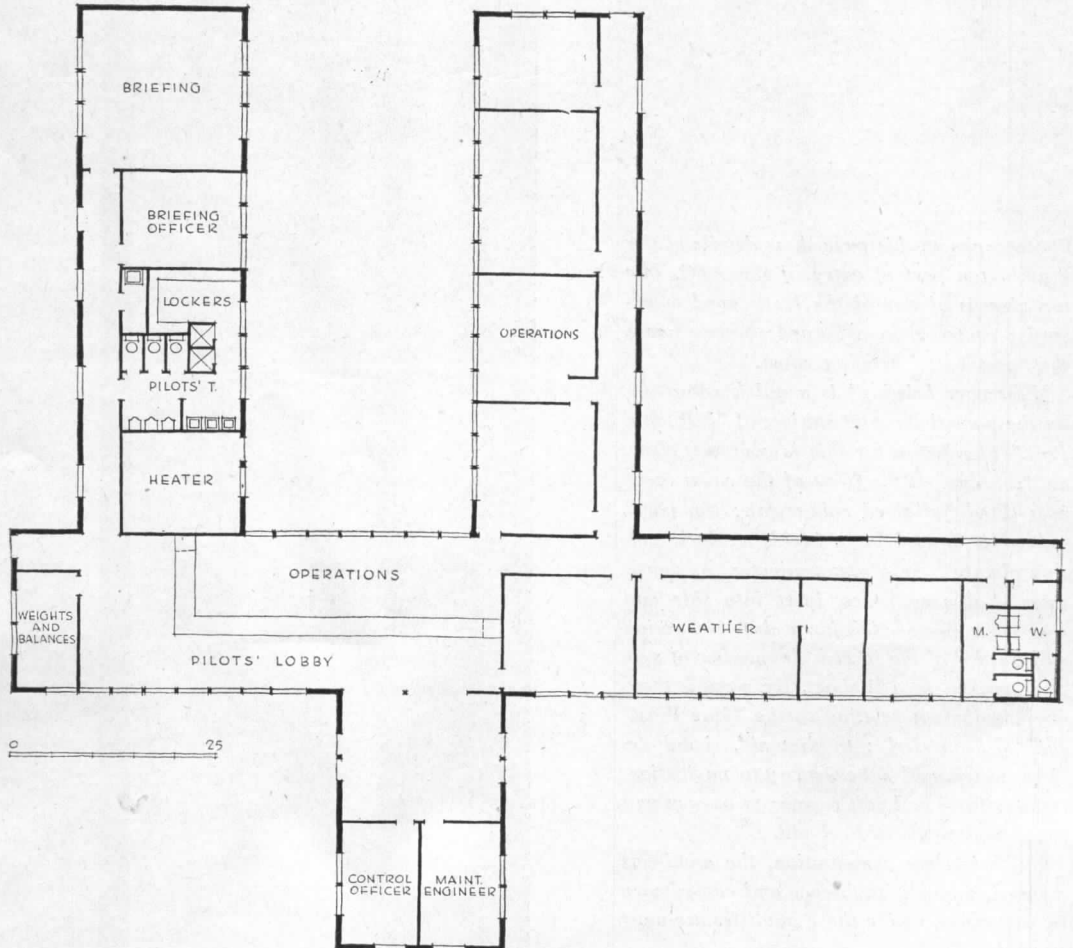 BRIEFING
BRIEFING
OFFICER
LOCKERS
PILOTS' T.
HEATER
OPERATIONS
OPERATIONS
PILOTS' LOBBY
WEIGHTS
AND
BALANCES
WEATHER
M.
W.
0 25
CONTROL
OFFICER
MAINT.
ENGINEER